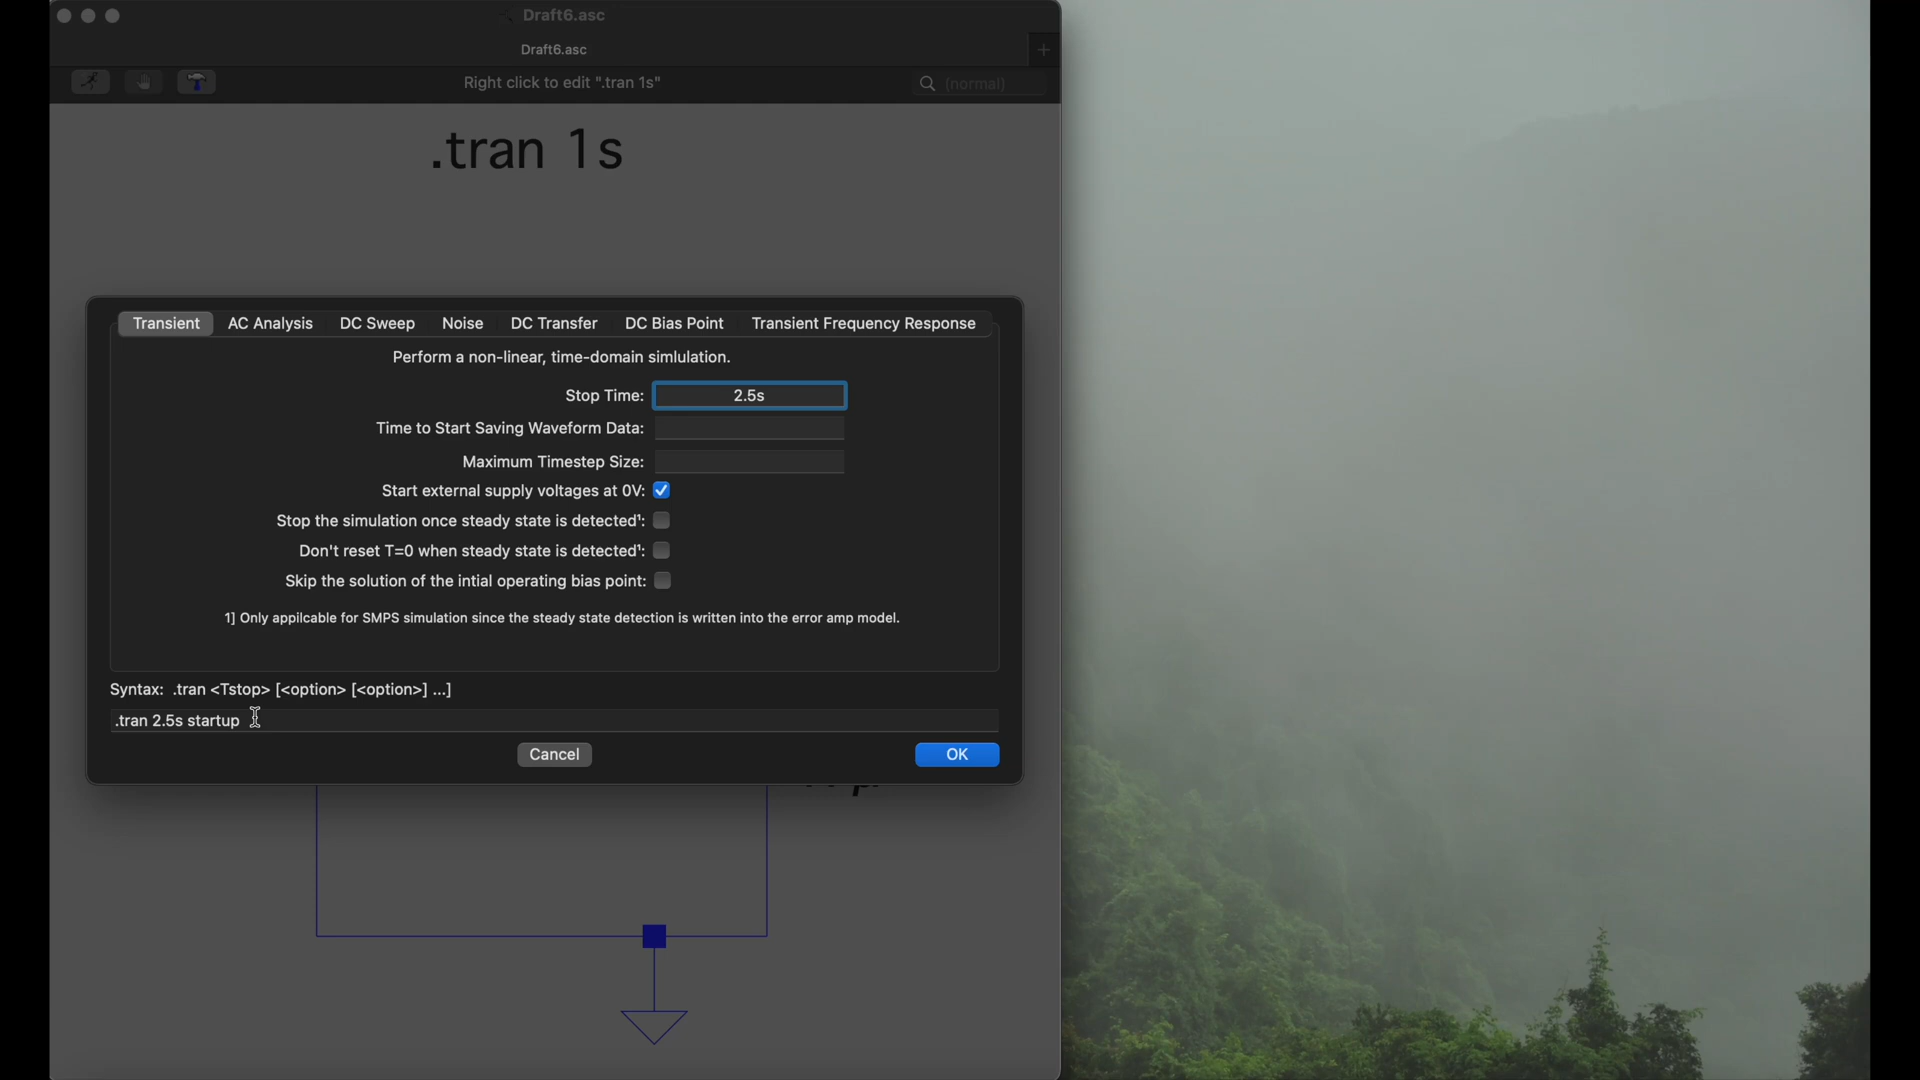 Draft6.asc
Draft6.asc
Right click to edit ".tran 1s"
(normal)
.tran 1s
Transient AC Analysis DC Sweep Noise DC Transfer DC Bias Point Transient Frequency Response
Perform a non-linear, time-domain simlulation.
Stop Time: 2.5s
Time to Start Saving Waveform Data:
Maximum Timestep Size:
Start external supply voltages at 0V:
Stop the simulation once steady state is detected¹:
Don't reset T=0 when steady state is detected¹:
Skip the solution of the intial operating bias point:
1] Only appilcable for SMPS simulation since the steady state detection is written into the error amp model.
Syntax: .tran <Tstop> [<option> [<option>] ...]
.tran 2.5s startup
Cancel OK